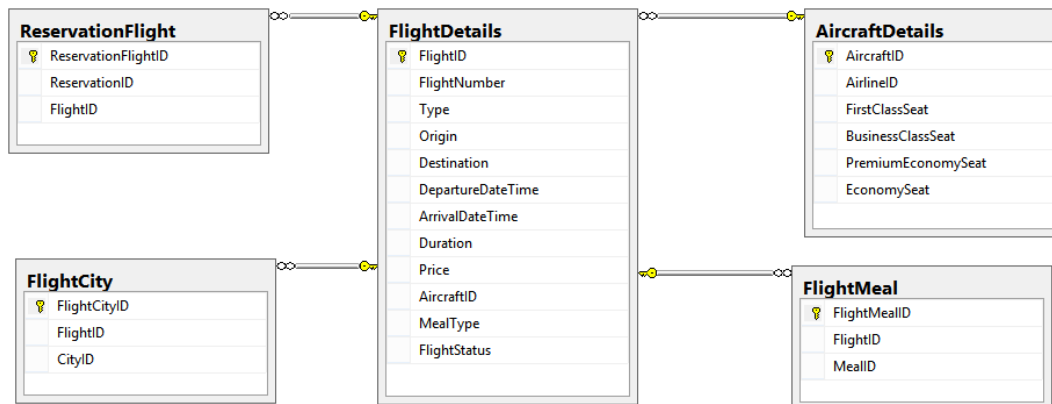 ReservationFlight
ReservationFlightID
ReservationID
FlightID
FlightDetails
FlightID
FlightNumber
Type
Origin
Destination
DepartureDateTime
ArrivalDateTime
Duration
Price
AircraftID
MealType
FlightStatus
AircraftDetails
AircraftID
AirlineID
FirstClassSeat
BusinessClassSeat
PremiumEconomySeat
EconomySeat
FlightCity
FlightCityID
FlightID
CityID
FlightMeal
FlightMealID
FlightID
MealID